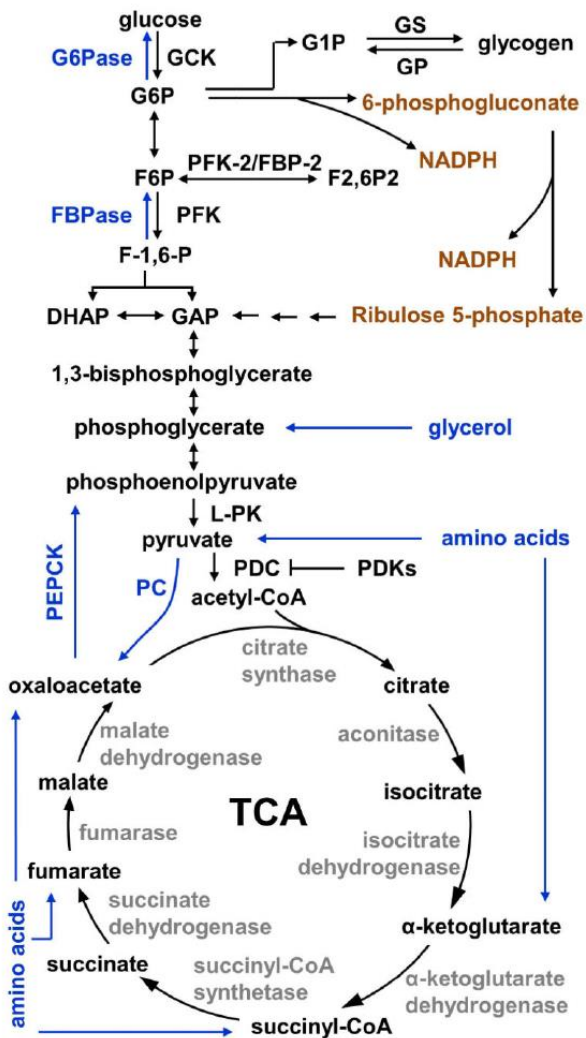 glucose
G6Pase
GCK
G1P
GS
GP
glycogen
G6P
6-phosphogluconate
NADPH
PFK-2/FBP-2
F6P
F2,6P2
FBPase
PFK
NADPH
F-1,6-P
DHAP
GAP
Ribulose 5-phosphate
1,3-bisphosphoglycerate
phosphoglycerate
glycerol
phosphoenolpyruvate
L-PK
pyruvate
amino acids
PEPCK
PC
PDC
PDKs
acetyl-CoA
citrate
synthase
oxaloacetate
citrate
malate
dehydrogenase
aconitase
malate
isocitrate
TCA
fumarase
isocitrate
dehydrogenase
fumarate
amino acids
succinate
dehydrogenase
α-ketoglutarate
succinate
succinyl-CoA
synthetase
α-ketoglutarate
dehydrogenase
succinyl-CoA